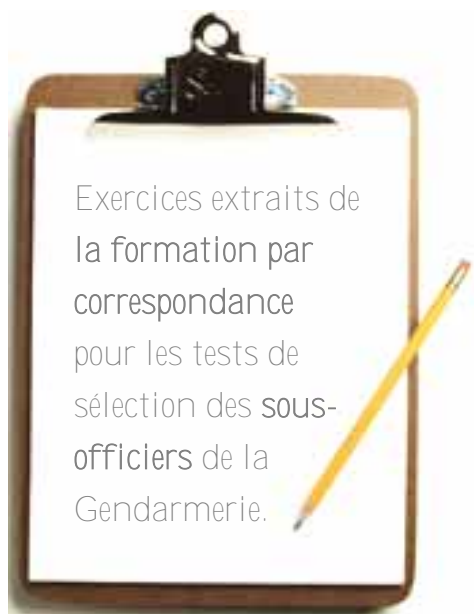 Exercices extraits de
la formation par
correspondance
pour les tests de
sélection des sous-
officiers de la
Gendarmerie.